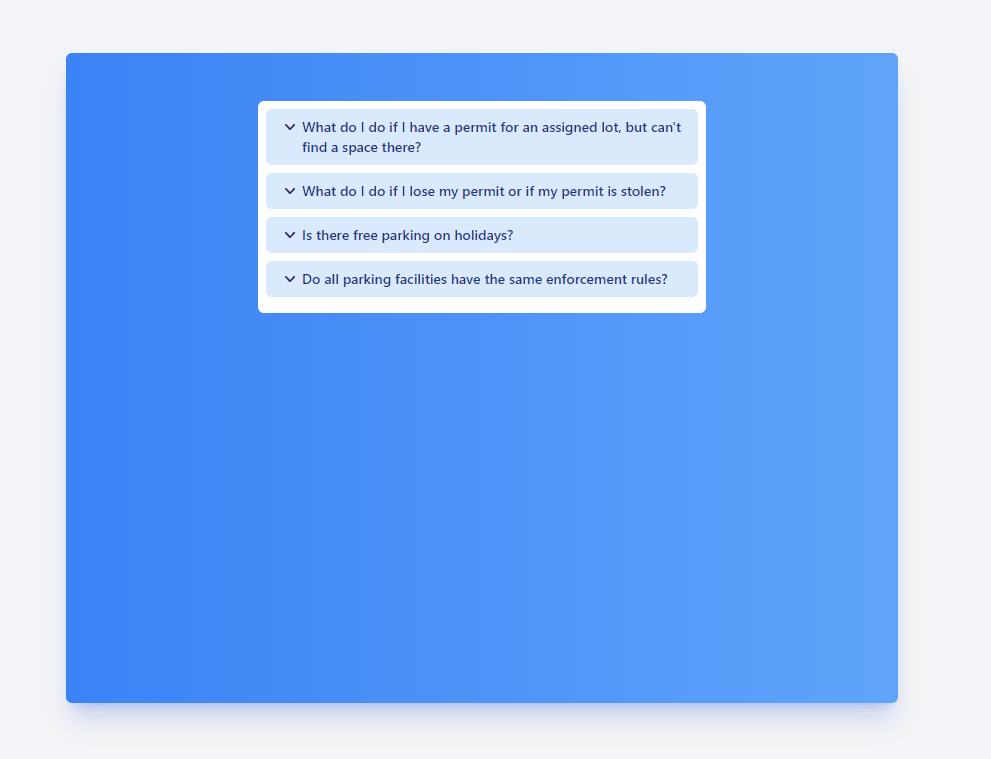 What do I do if I have a permit for an assigned lot, but can't
find a space there?
What do I do if I lose my permit or if my permit is stolen?
Is there free parking on holidays?
Do all parking facilities have the same enforcement rules?